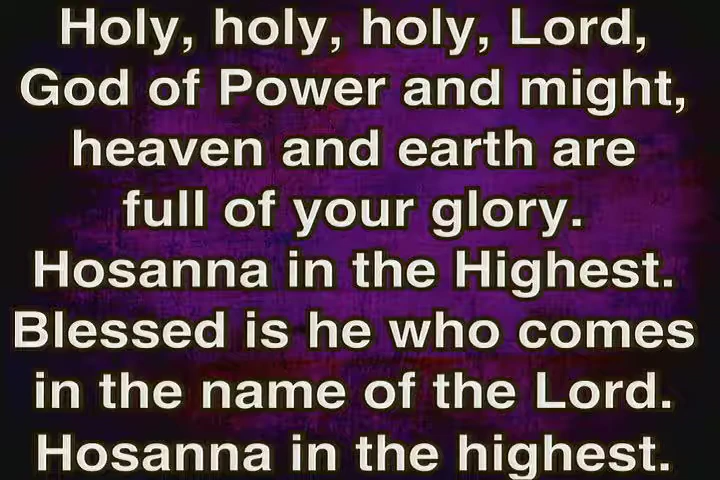 Holy, holy, holy, Lord,
God of Power and might,
heaven and earth are
full of your glory.
Hosanna in the Highest.
Blessed is he who comes
in the name of the Lord.
Hosanna in the highest.